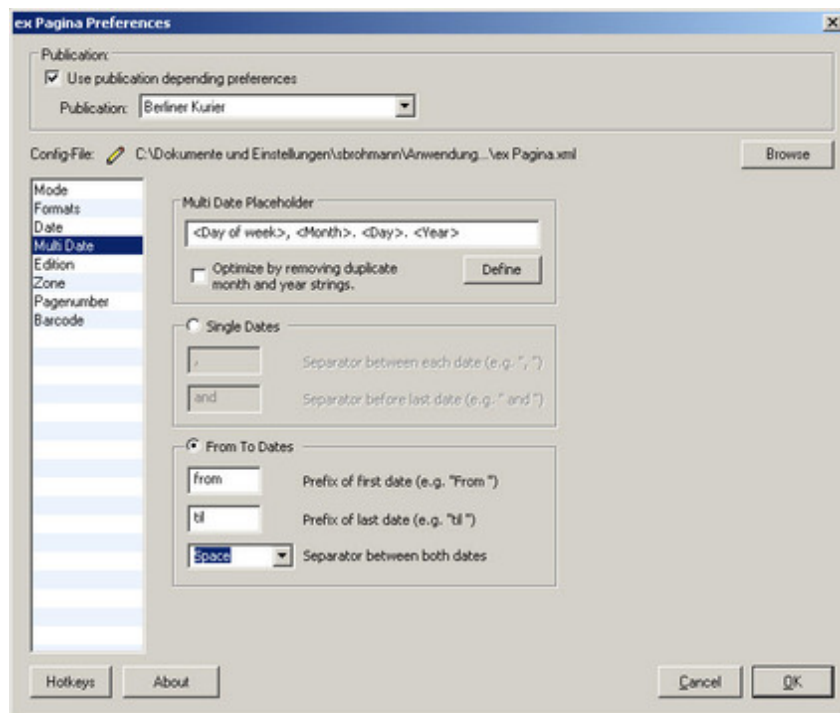 ex Pagina Preferences
Publication:
Use publication depending preferences
Publication: Berliner Kurier
Config-File: C:\Dokumente und Einstellungen\sbrohmann\Anwendung...\ex Pagina.xml Browse
Mode
Formats
Date
Multi Date
Edition
Zone
Pagenumber
Barcode
Multi Date Placeholder
<Day of week>, <Month>. <Day>. <Year>
Optimize by removing duplicate
month and year strings.
Define
Single Dates
, Separator between each date (e.g. ", ")
and Separator before last date (e.g. " and ")
From To Dates
from Prefix of first date (e.g. "From ")
til Prefix of last date (e.g. "til ")
Space Separator between both dates
Hotkeys About Cancel OK